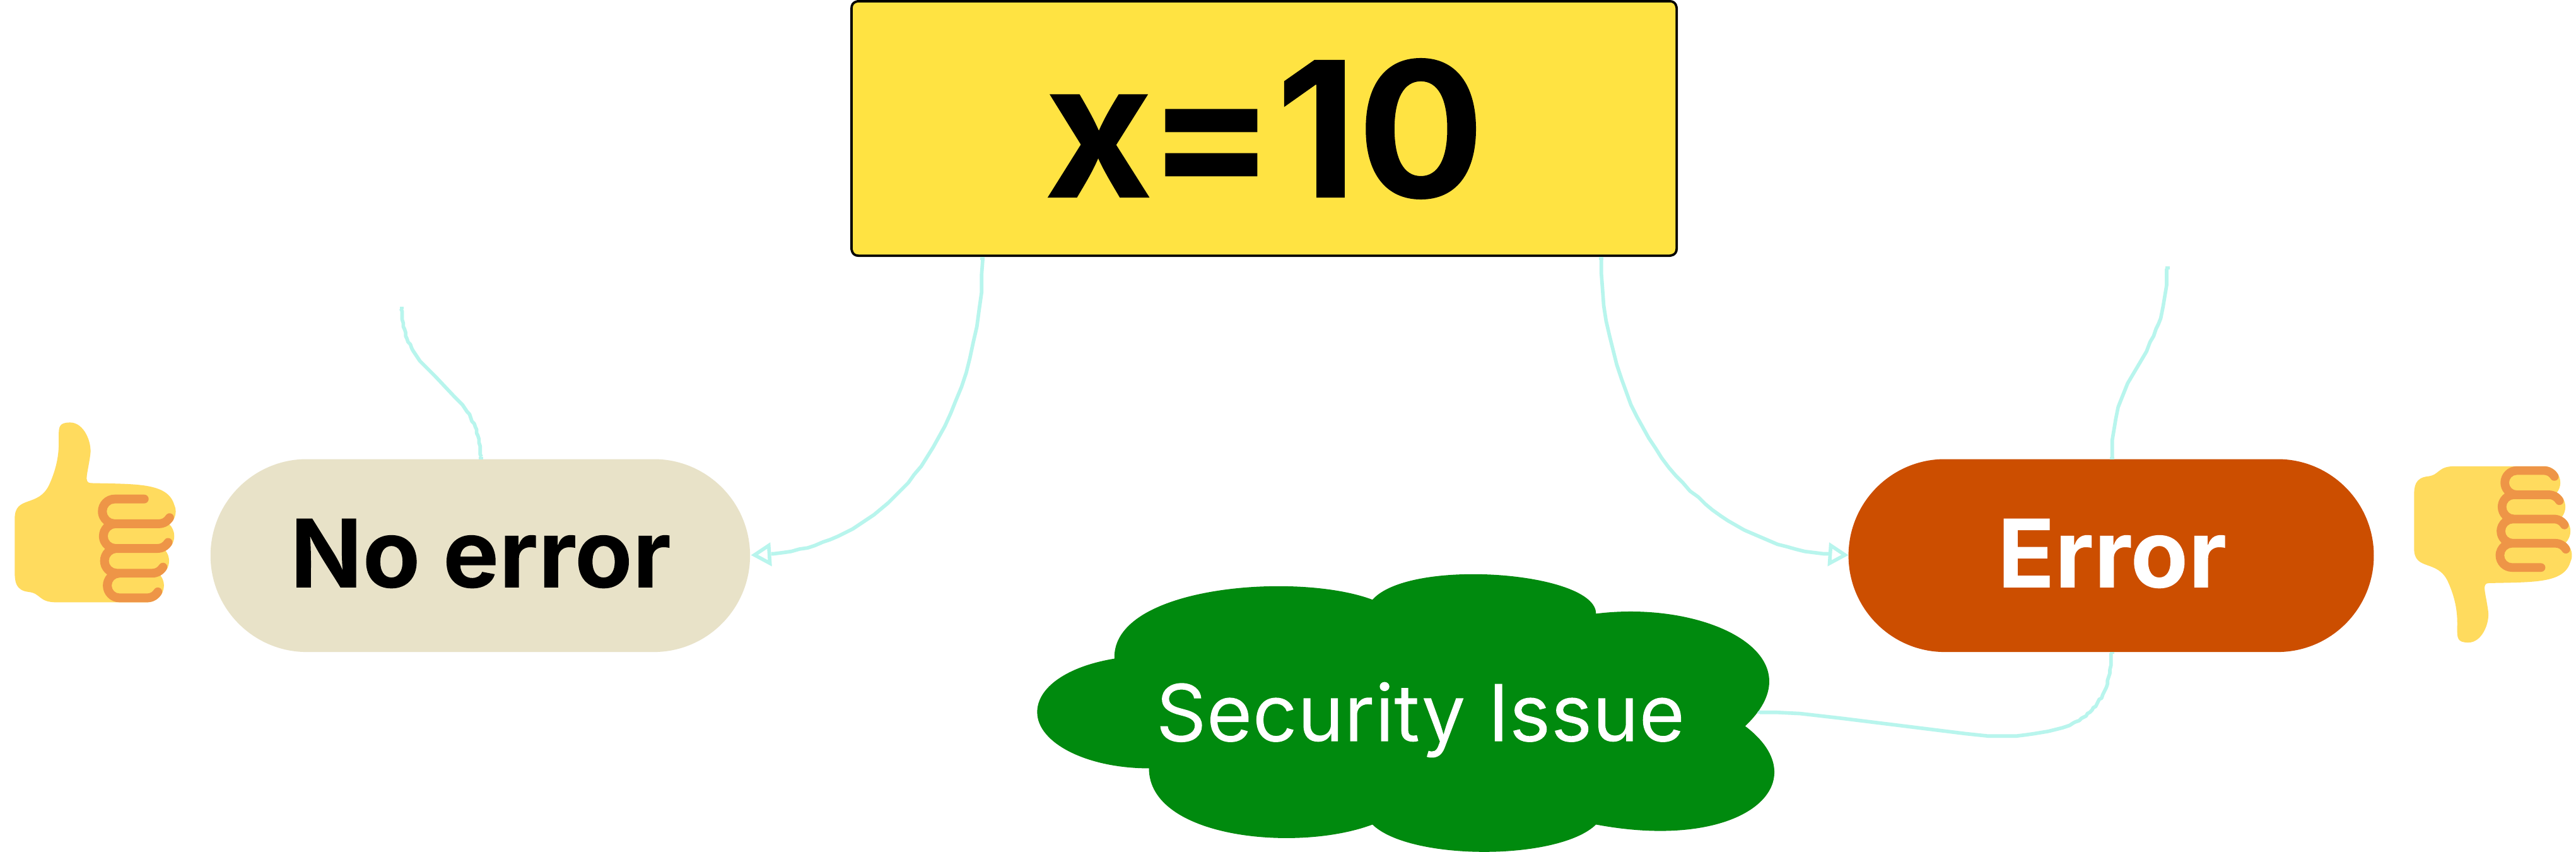 x=10
No error
Error
Security Issue